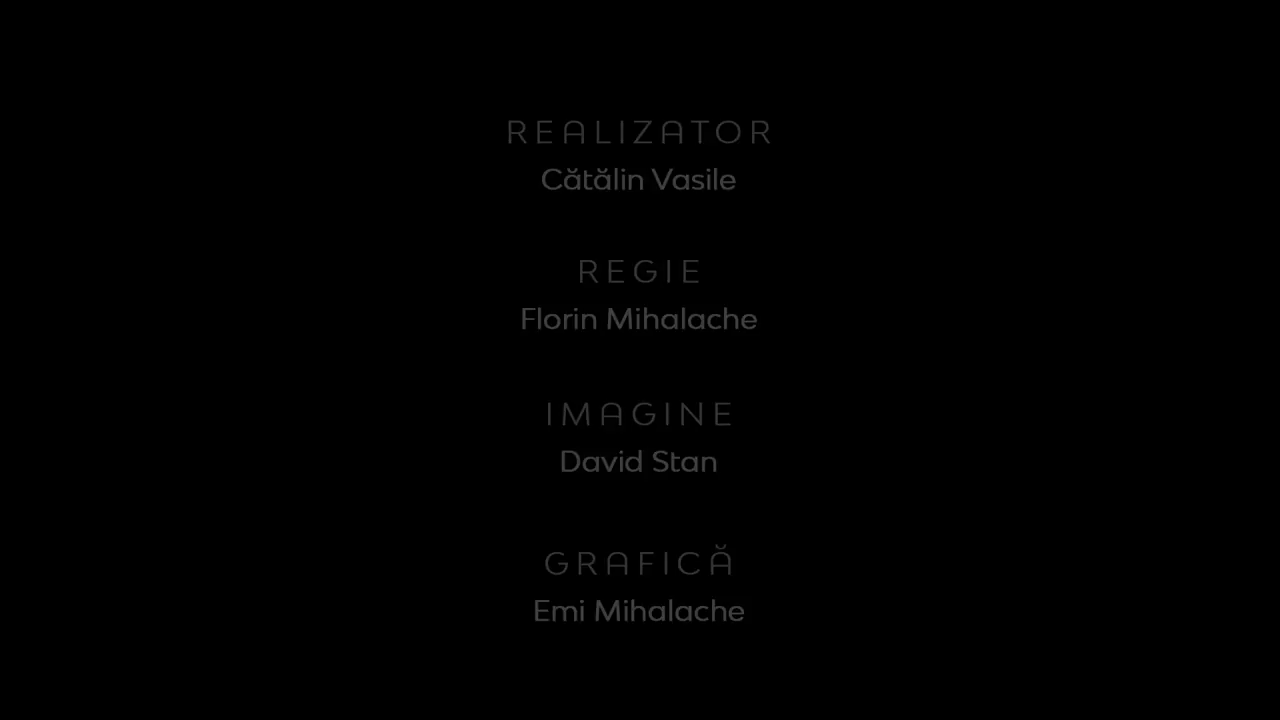 REALIZATOR
Cătălin Vasile
REGIE
Florin Mihalache
IMAGINE
David Stan
GRAFICĂ
Emi Mihalache